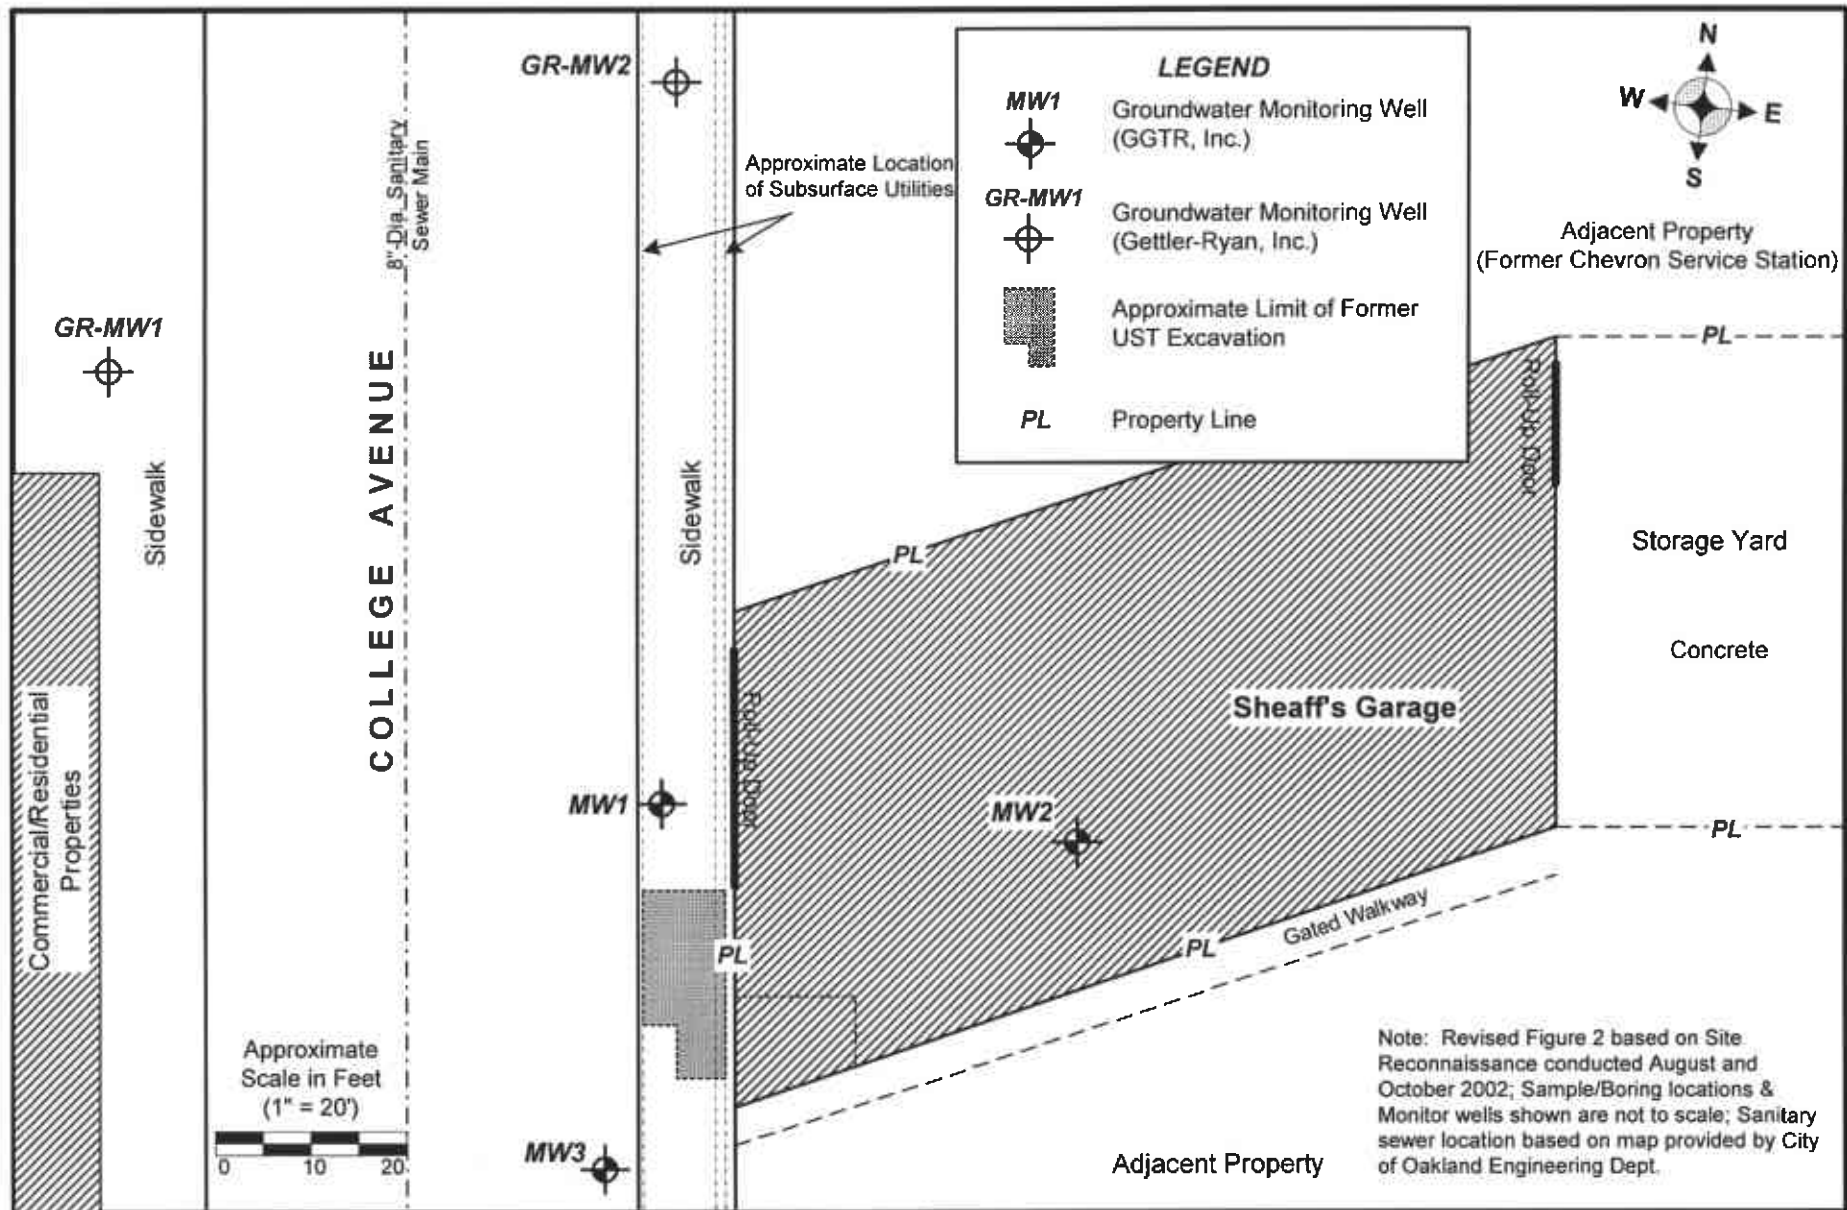 GR-MW2
8" Dia. Sanitary
Sewer Main
Approximate Location
of Subsurface Utilities
LEGEND
MW1
Groundwater Monitoring Well
(GGTR, Inc.)
GR-MW1
Groundwater Monitoring Well
(Gettler-Ryan, Inc.)
Approximate Limit of Former
UST Excavation
PL
Property Line
N
W
E
S
Adjacent Property
(Former Chevron Service Station)
PL
GR-MW1
Sidewalk
COLLEGE AVENUE
Sidewalk
PL
Roll-Up Door
Storage Yard
Concrete
Sheaff's Garage
Roll-Up Door
Commercial/Residential
Properties
MW1
MW2
PL
PL
PL
Gated Walkway
Approximate
Scale in Feet
(1" = 20')
0 10 20
MW3
Adjacent Property
Note: Revised Figure 2 based on Site
Reconnaissance conducted August and
October 2002; Sample/Boring locations &
Monitor wells shown are not to scale; Sanitary
sewer location based on map provided by City
of Oakland Engineering Dept.